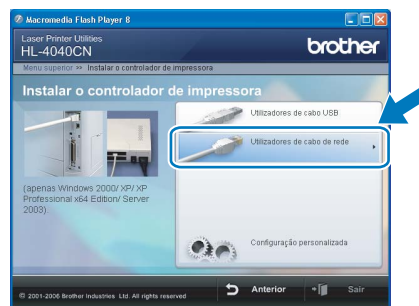 Macromedia Flash Player 8
Laser Printer Utilities
HL-4040CN
brother
Menu superior >> Instalar o controlador de impressora
Instalar o controlador de impressora
Utilizadores de cabo USB
Utilizadores de cabo de rede
(apenas Windows 2000/ XP/ XP
Professional x64 Edition/ Server
2003).
Configuração personalizada
© 2001-2006 Brother Industries Ltd. All rights reserved
Anterior
Sair